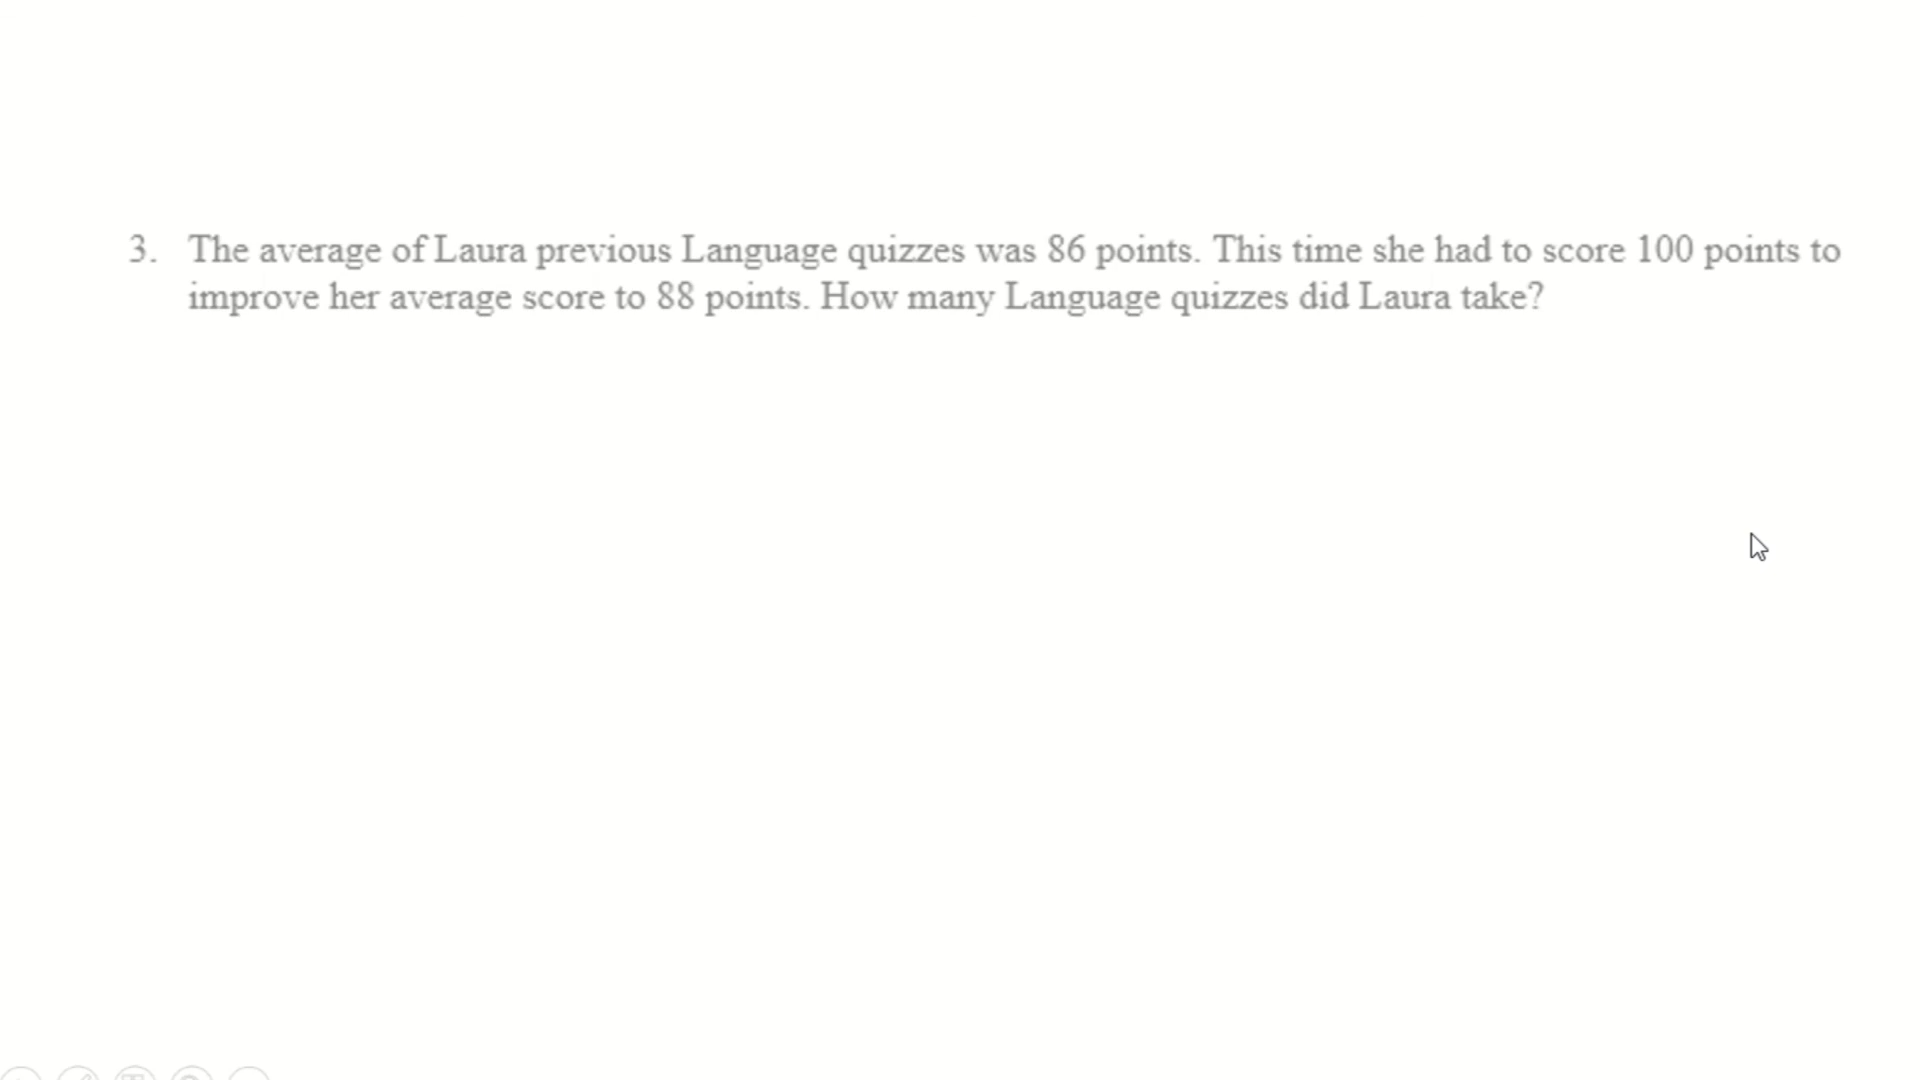 3. The average of Laura previous Language quizzes was 86 points. This time she had to score 100 points to
improve her average score to 88 points. How many Language quizzes did Laura take?